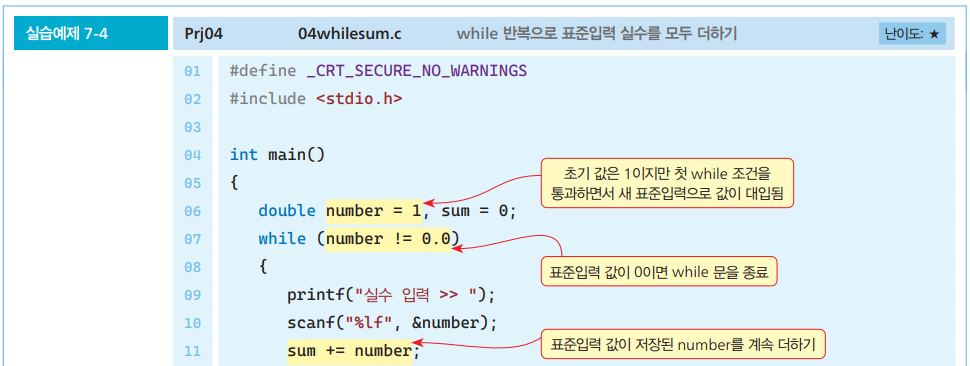 실습예제 7-4 Prj04 04whilesum.c while 반복으로 표준입력 실수를 모두 더하기 난이도: ★
01 #define _CRT_SECURE_NO_WARNINGS
02 #include <stdio.h>
03
04 int main()
05 {
초기 값은 1이지만 첫 while 조건을
통과하면서 새 표준입력으로 값이 대입됨
06 double number = 1, sum = 0;
07 while (number != 0.0)
08 {
표준입력 값이 0이면 while 문을 종료
09 printf("실수 입력 >> ");
10 scanf("%lf", &number);
11 sum += number;
표준입력 값이 저장된 number를 계속 더하기